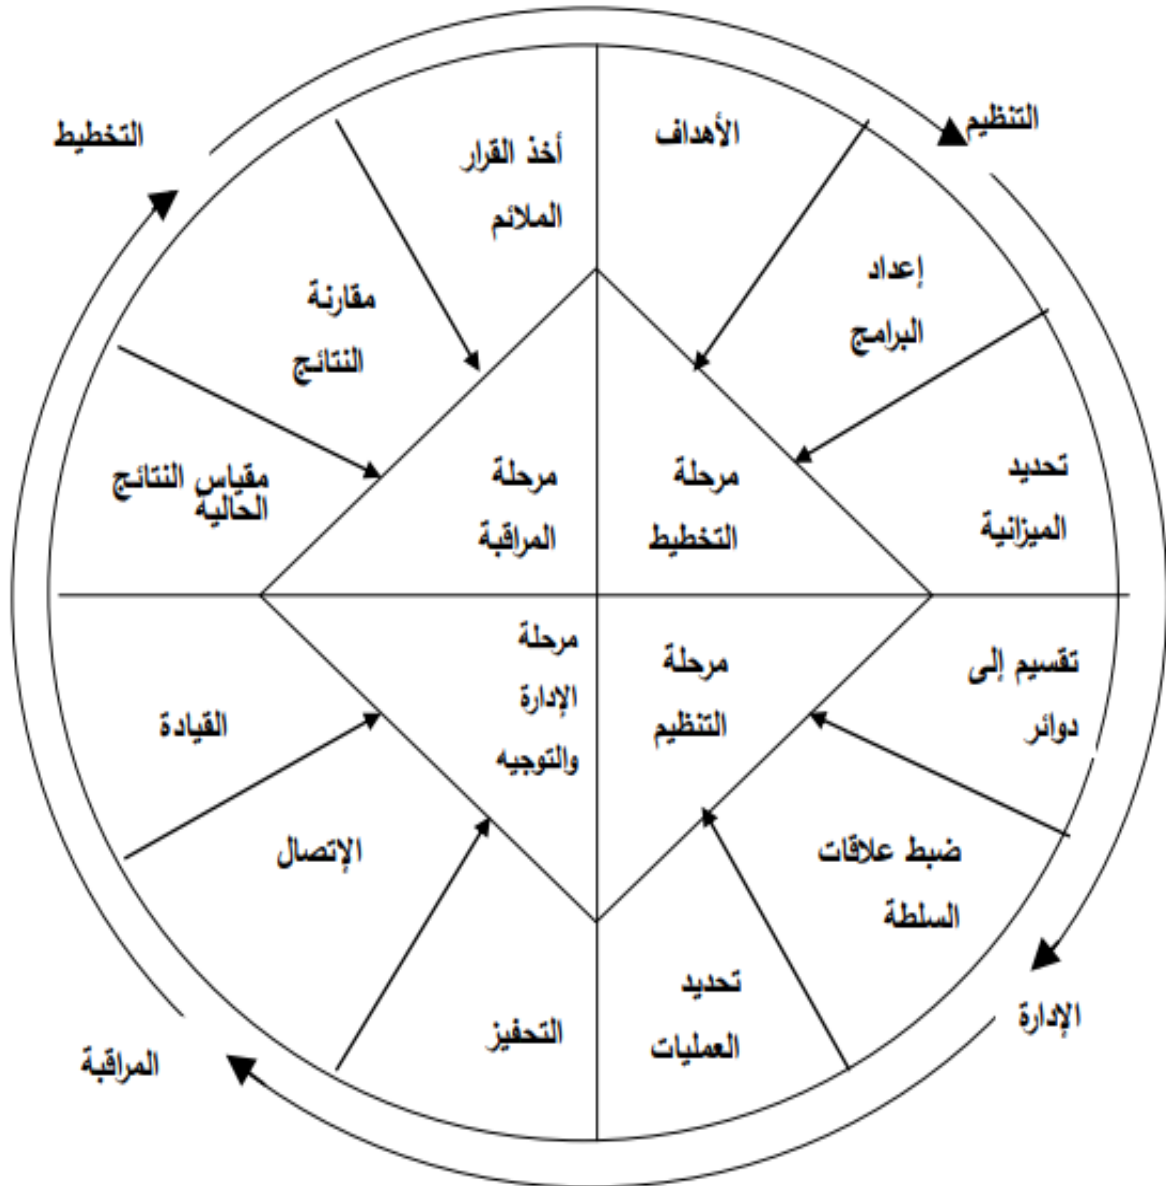 التنظيم
التخطيط
الأهداف
أخذ القرار
الملائم
إعداد
البرامج
مقارنة
النتائج
تحديد
الميزانية
مرحلة
التخطيط
مرحلة
المراقبة
مقياس النتائج
الحالية
تقسيم إلى
دوائر
مرحلة
التنظيم
مرحلة
الإدارة
والتوجيه
القيادة
ضبط علاقات
السلطة
الإتصال
تحديد
العمليات
التحفيز
الإدارة
المراقبة